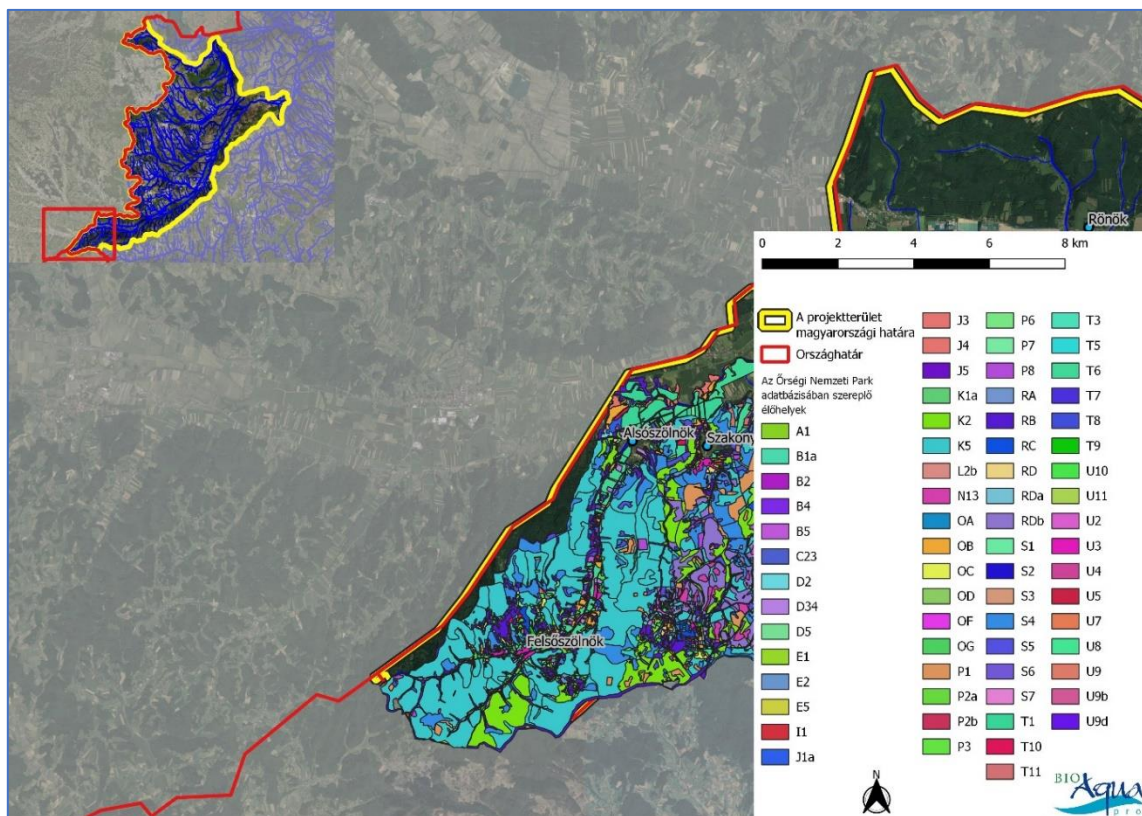 Rönök
0 2 4 6 8 km
A projektterület
magyarországi határa
Országhatár
Az Őrségi Nemzeti Park
adatbázisában szereplő
élőhelyek
A1
B1a
B2
B4
B5
C23
D2
D34
D5
E1
E2
E5
I1
J1a
J3
J4
J5
K1a
K2
K5
L2b
N13
OA
OB
OC
OD
OF
OG
P1
P2a
P2b
P3
P6
P7
P8
RA
RB
RC
RD
RDa
RDb
S1
S2
S3
S4
S5
S6
S7
T1
T10
T11
T3
T5
T6
T7
T8
T9
U10
U11
U2
U3
U4
U5
U7
U8
U9
U9b
U9d
Alsószölnök
Szakony
Felsőszölnök
N
BIO
Aqua
pro